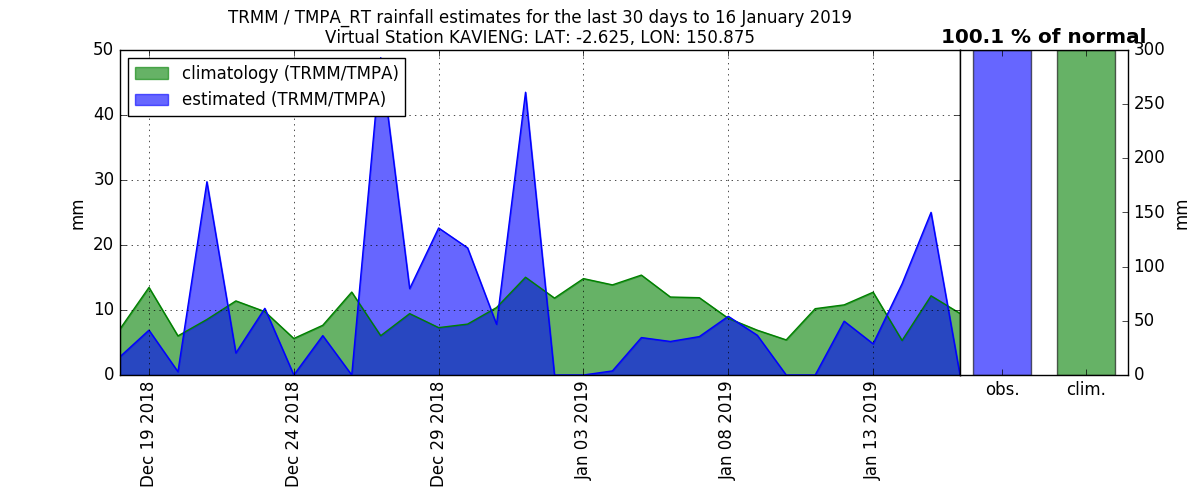 TRMM / TMPA_RT rainfall estimates for the last 30 days to 16 January 2019
Virtual Station KAVIENG: LAT: -2.625, LON: 150.875
100.1 % of normal
climatology (TRMM/TMPA)
estimated (TRMM/TMPA)
50
40
30
20
10
0
mm
Dec 19 2018
Dec 24 2018
Dec 29 2018
Jan 03 2019
Jan 08 2019
Jan 13 2019
obs.
clim.
300
250
200
150
100
50
0
mm